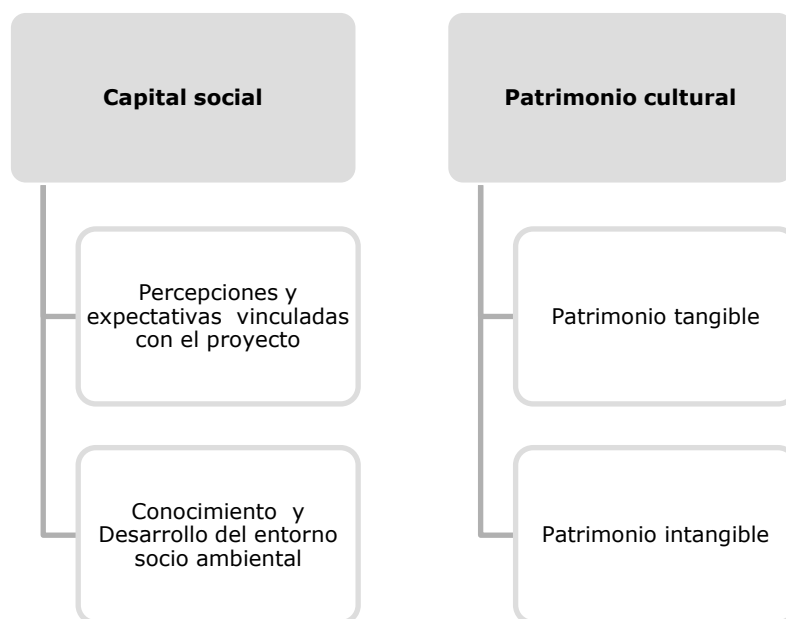 Capital social
Percepciones y
expectativas vinculadas
con el proyecto
Conocimiento y
Desarrollo del entorno
socio ambiental
Patrimonio cultural
Patrimonio tangible
Patrimonio intangible